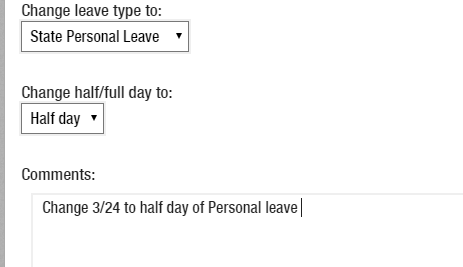 Change leave type to:
State Personal Leave
Change half/full day to:
Half day
Comments:
Change 3/24 to half day of Personal leave